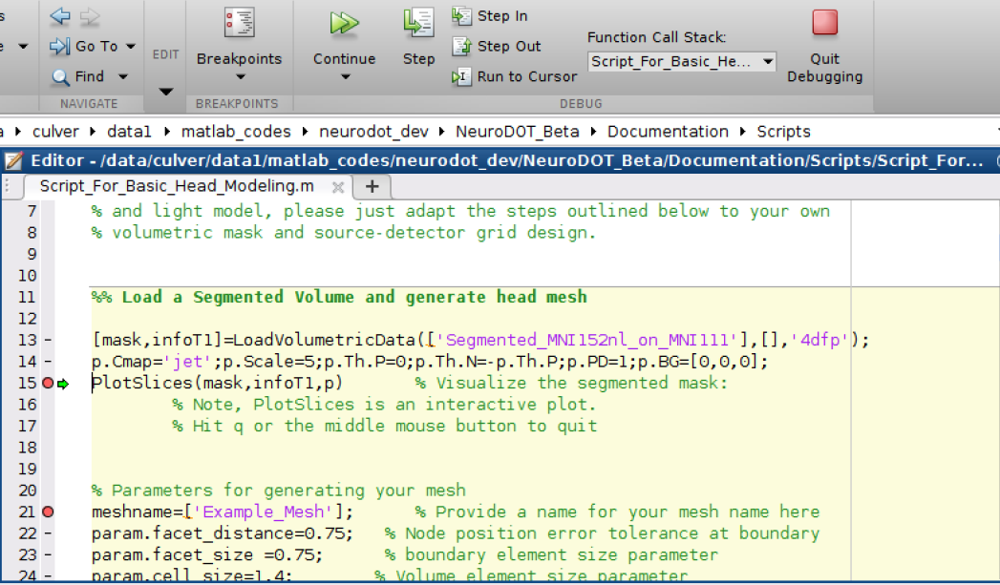 s
Step In
Go To
EDIT
Breakpoints
Continue
Step
Step Out
Function Call Stack:
Script_For_Basic_He...
Quit
Debugging
Find
Run to Cursor
NAVIGATE
BREAKPOINTS
DEBUG
a ▸ culver ▸ data1 ▸ matlab_codes ▸ neurodot_dev ▸ NeuroDOT_Beta ▸ Documentation ▸ Scripts
Editor - /data/culver/data1/matlab_codes/neurodot_dev/NeuroDOT_Beta/Documentation/Scripts/Script_For...
Script_For_Basic_Head_Modeling.m × +
7 % and light model, please just adapt the steps outlined below to your own
8 % volumetric mask and source-detector grid design.
9
10
11 %% Load a Segmented Volume and generate head mesh
12
13 - [mask,infoT1]=LoadVolumetricData(['Segmented_MNI152nl_on_MNI111'],[],'4dfp');
14 - p.Cmap='jet';p.Scale=5;p.Th.P=0;p.Th.N=-p.Th.P;p.PD=1;p.BG=[0,0,0];
15 PlotSlices(mask,infoT1,p) % Visualize the segmented mask:
16 % Note, PlotSlices is an interactive plot.
17 % Hit q or the middle mouse button to quit
18
19
20 % Parameters for generating your mesh
21 meshname=['Example_Mesh']; % Provide a name for your mesh name here
22 - param.facet_distance=0.75; % Node position error tolerance at boundary
23 - param.facet_size =0.75; % boundary element size parameter
24 - param.cell_size=1.4; % Volume element size parameter